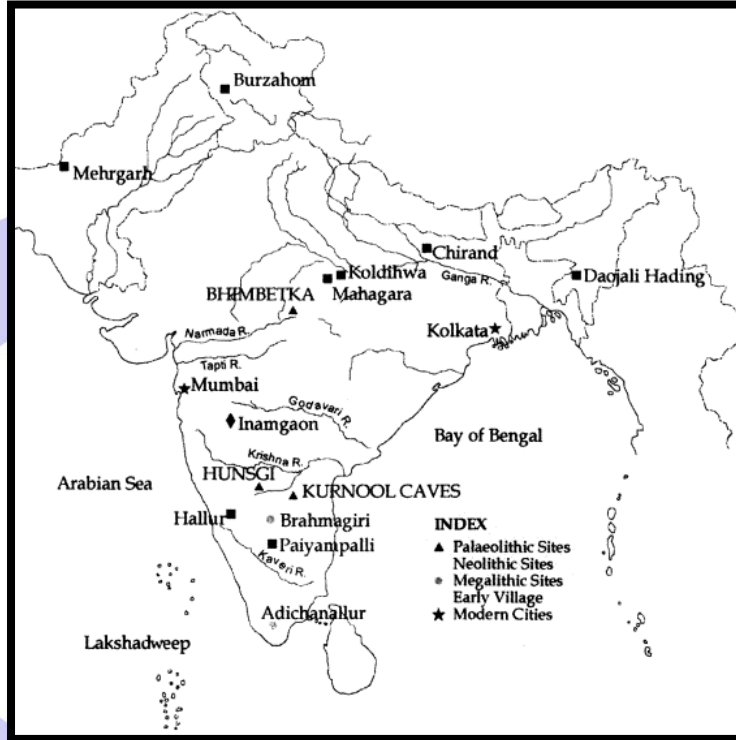 Burzahom
Mehrgarh
Chirand
Koldihwa
Ganga R.
Daojali Hading
Mahagara
BHIMBETKA
Kolkata
Narmada R.
Tapti R.
Mumbai
Godavari R.
Inamgaon
Bay of Bengal
Krishna R.
HUNSGI
Arabian Sea
KURNOOL CAVES
Hallur
Brahmagiri
INDEX
Paiyampalli
Palaeolithic Sites
Neolithic Sites
Kaveri R.
Megalithic Sites
Early Village
Adichanallur
Modern Cities
Lakshadweep